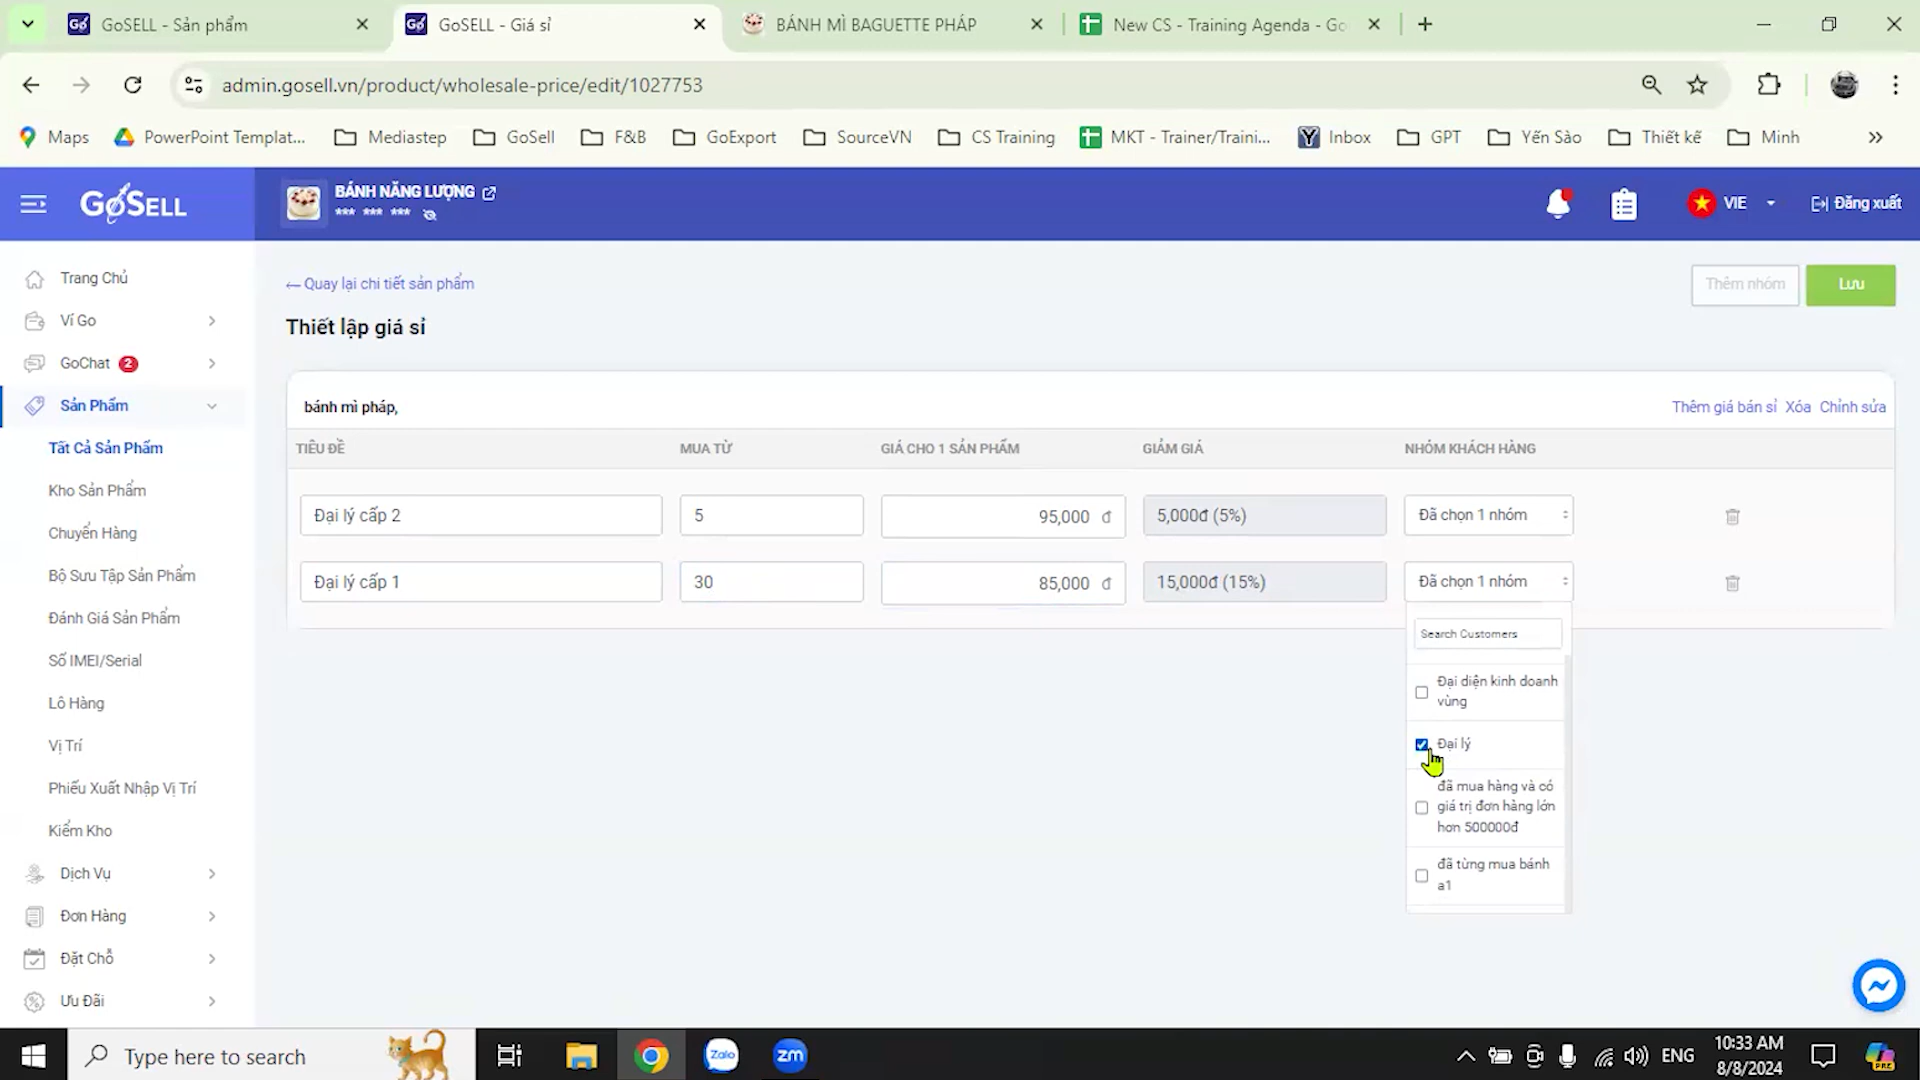 GoSELL - Sản phẩm
GoSELL - Giá sỉ
BÁNH MÌ BAGUETTE PHÁP
New CS - Training Agenda - Go
admin.gosell.vn/product/wholesale-price/edit/1027753
Maps
PowerPoint Templat...
Mediastep
GoSell
F&B
GoExport
SourceVN
CS Training
MKT - Trainer/Traini...
Inbox
GPT
Yến Sào
Thiết kế
Minh
»
GOSELL
BÁNH NĂNG LƯỢNG
*** *** ***
VIE
Đăng xuất
Trang Chủ
Ví Go
GoChat 2
Sản Phẩm
Tất Cả Sản Phẩm
Kho Sản Phẩm
Chuyển Hàng
Bộ Sưu Tập Sản Phẩm
Đánh Giá Sản Phẩm
Số IMEI/Serial
Lô Hàng
Vị Trí
Phiếu Xuất Nhập Vị Trí
Kiểm Kho
Dịch Vụ
Đơn Hàng
Đặt Chỗ
Ưu Đãi
← Quay lại chi tiết sản phẩm
Thêm nhóm
Lưu
Thiết lập giá sỉ
bánh mì pháp,
Thêm giá bán sỉ Xóa Chỉnh sửa
TIÊU ĐỀ MUA TỪ GIÁ CHO 1 SẢN PHẨM GIẢM GIÁ NHÓM KHÁCH HÀNG
Đại lý cấp 2 5 95,000 đ 5,000đ (5%) Đã chọn 1 nhóm
Đại lý cấp 1 30 85,000 đ 15,000đ (15%) Đã chọn 1 nhóm
Search Customers
Đại diện kinh doanh
vùng
Đại lý
đã mua hàng và có
giá trị đơn hàng lớn
hơn 500000đ
đã từng mua bánh
a1
Type here to search
Zalo
zm
ENG
10:33 AM
8/8/2024
PRE